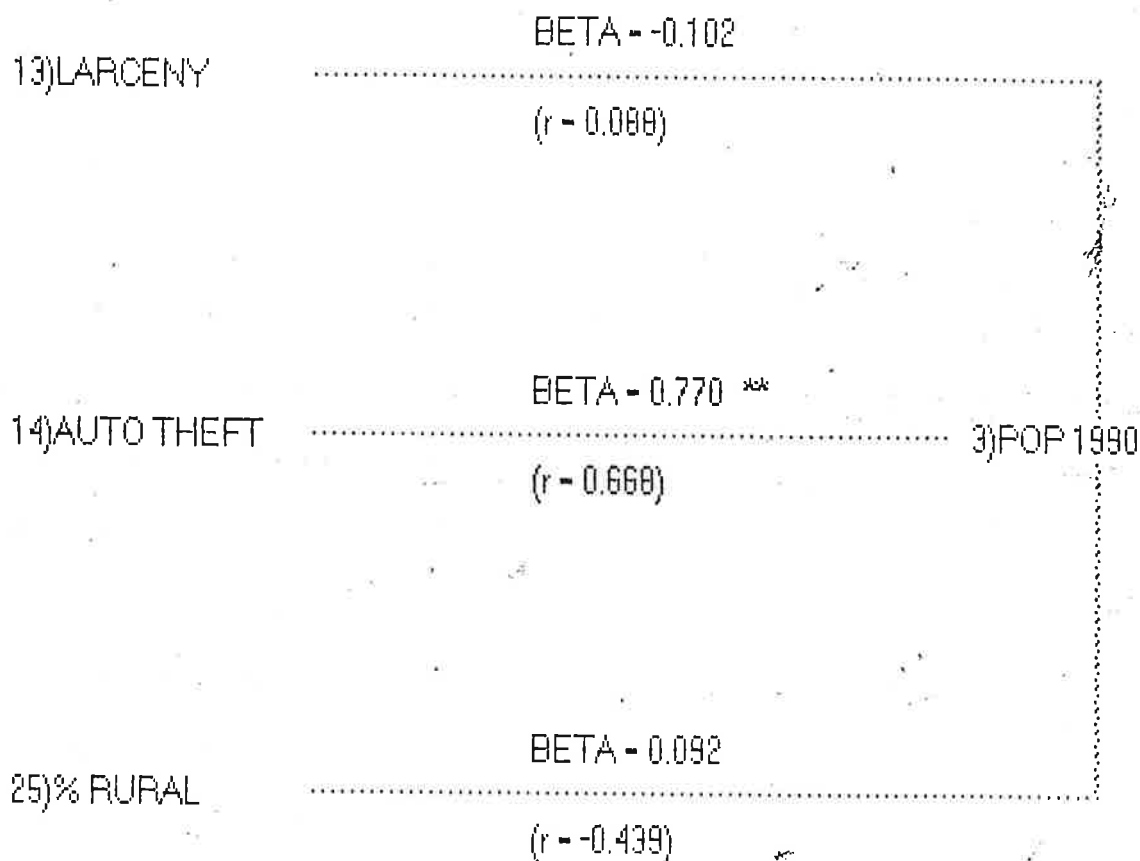 BETA = -0.102
13)LARCENY
(r = 0.088)
BETA = 0.770 **
14)AUTO THEFT
3)POP 1990
(r = 0.668)
BETA = 0.092
25)% RURAL
(r = -0.439)